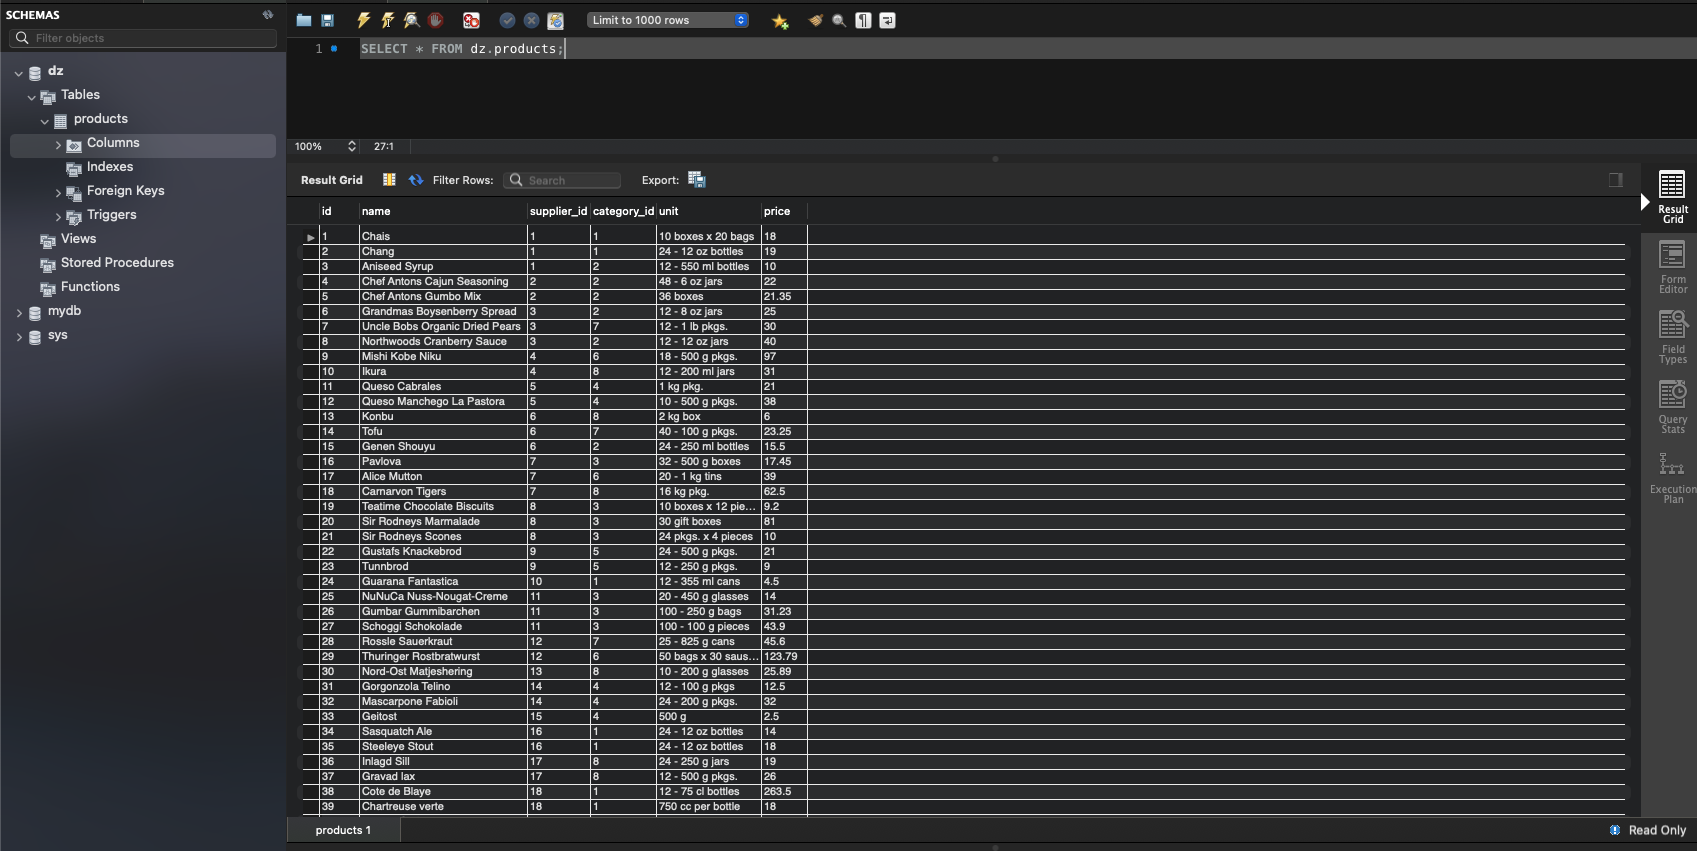 SCHEMAS
Filter objects
dz
Tables
products
Columns
Indexes
Foreign Keys
Triggers
Views
Stored Procedures
Functions
mydb
sys
Limit to 1000 rows
1 SELECT * FROM dz.products;
100% 27:1
Result Grid Filter Rows: Search Export:
id name supplier_id category_id unit price
1 Chais 1 1 10 boxes x 20 bags 18
2 Chang 1 1 24 - 12 oz bottles 19
3 Aniseed Syrup 1 2 12 - 550 ml bottles 10
4 Chef Antons Cajun Seasoning 2 2 48 - 6 oz jars 22
5 Chef Antons Gumbo Mix 2 2 36 boxes 21.35
6 Grandmas Boysenberry Spread 3 2 12 - 8 oz jars 25
7 Uncle Bobs Organic Dried Pears 3 7 12 - 1 lb pkgs. 30
8 Northwoods Cranberry Sauce 3 2 12 - 12 oz jars 40
9 Mishi Kobe Niku 4 6 18 - 500 g pkgs. 97
10 Ikura 4 8 12 - 200 ml jars 31
11 Queso Cabrales 5 4 1 kg pkg. 21
12 Queso Manchego La Pastora 5 4 10 - 500 g pkgs. 38
13 Konbu 6 8 2 kg box 6
14 Tofu 6 7 40 - 100 g pkgs. 23.25
15 Genen Shouyu 6 2 24 - 250 ml bottles 15.5
16 Pavlova 7 3 32 - 500 g boxes 17.45
17 Alice Mutton 7 6 20 - 1 kg tins 39
18 Carnarvon Tigers 7 8 16 kg pkg. 62.5
19 Teatime Chocolate Biscuits 8 3 10 boxes x 12 pie... 9.2
20 Sir Rodneys Marmalade 8 3 30 gift boxes 81
21 Sir Rodneys Scones 8 3 24 pkgs. x 4 pieces 10
22 Gustafs Knackebrod 9 5 24 - 500 g pkgs. 21
23 Tunnbrod 9 5 12 - 250 g pkgs. 9
24 Guarana Fantastica 10 1 12 - 355 ml cans 4.5
25 NuNuCa Nuss-Nougat-Creme 11 3 20 - 450 g glasses 14
26 Gumbar Gummibarchen 11 3 100 - 250 g bags 31.23
27 Schoggi Schokolade 11 3 100 - 100 g pieces 43.9
28 Rossle Sauerkraut 12 7 25 - 825 g cans 45.6
29 Thuringer Rostbratwurst 12 6 50 bags x 30 saus... 123.79
30 Nord-Ost Matjeshering 13 8 10 - 200 g glasses 25.89
31 Gorgonzola Telino 14 4 12 - 100 g pkgs 12.5
32 Mascarpone Fabioli 14 4 24 - 200 g pkgs. 32
33 Geitost 15 4 500 g 2.5
34 Sasquatch Ale 16 1 24 - 12 oz bottles 14
35 Steeleye Stout 16 1 24 - 12 oz bottles 18
36 Inlagd Sill 17 8 24 - 250 g jars 19
37 Gravad lax 17 8 12 - 500 g pkgs. 26
38 Cote de Blaye 18 1 12 - 75 cl bottles 263.5
39 Chartreuse verte 18 1 750 cc per bottle 18
Result
Grid
Form
Editor
Field
Types
Query
Stats
Execution
Plan
products 1
Read Only